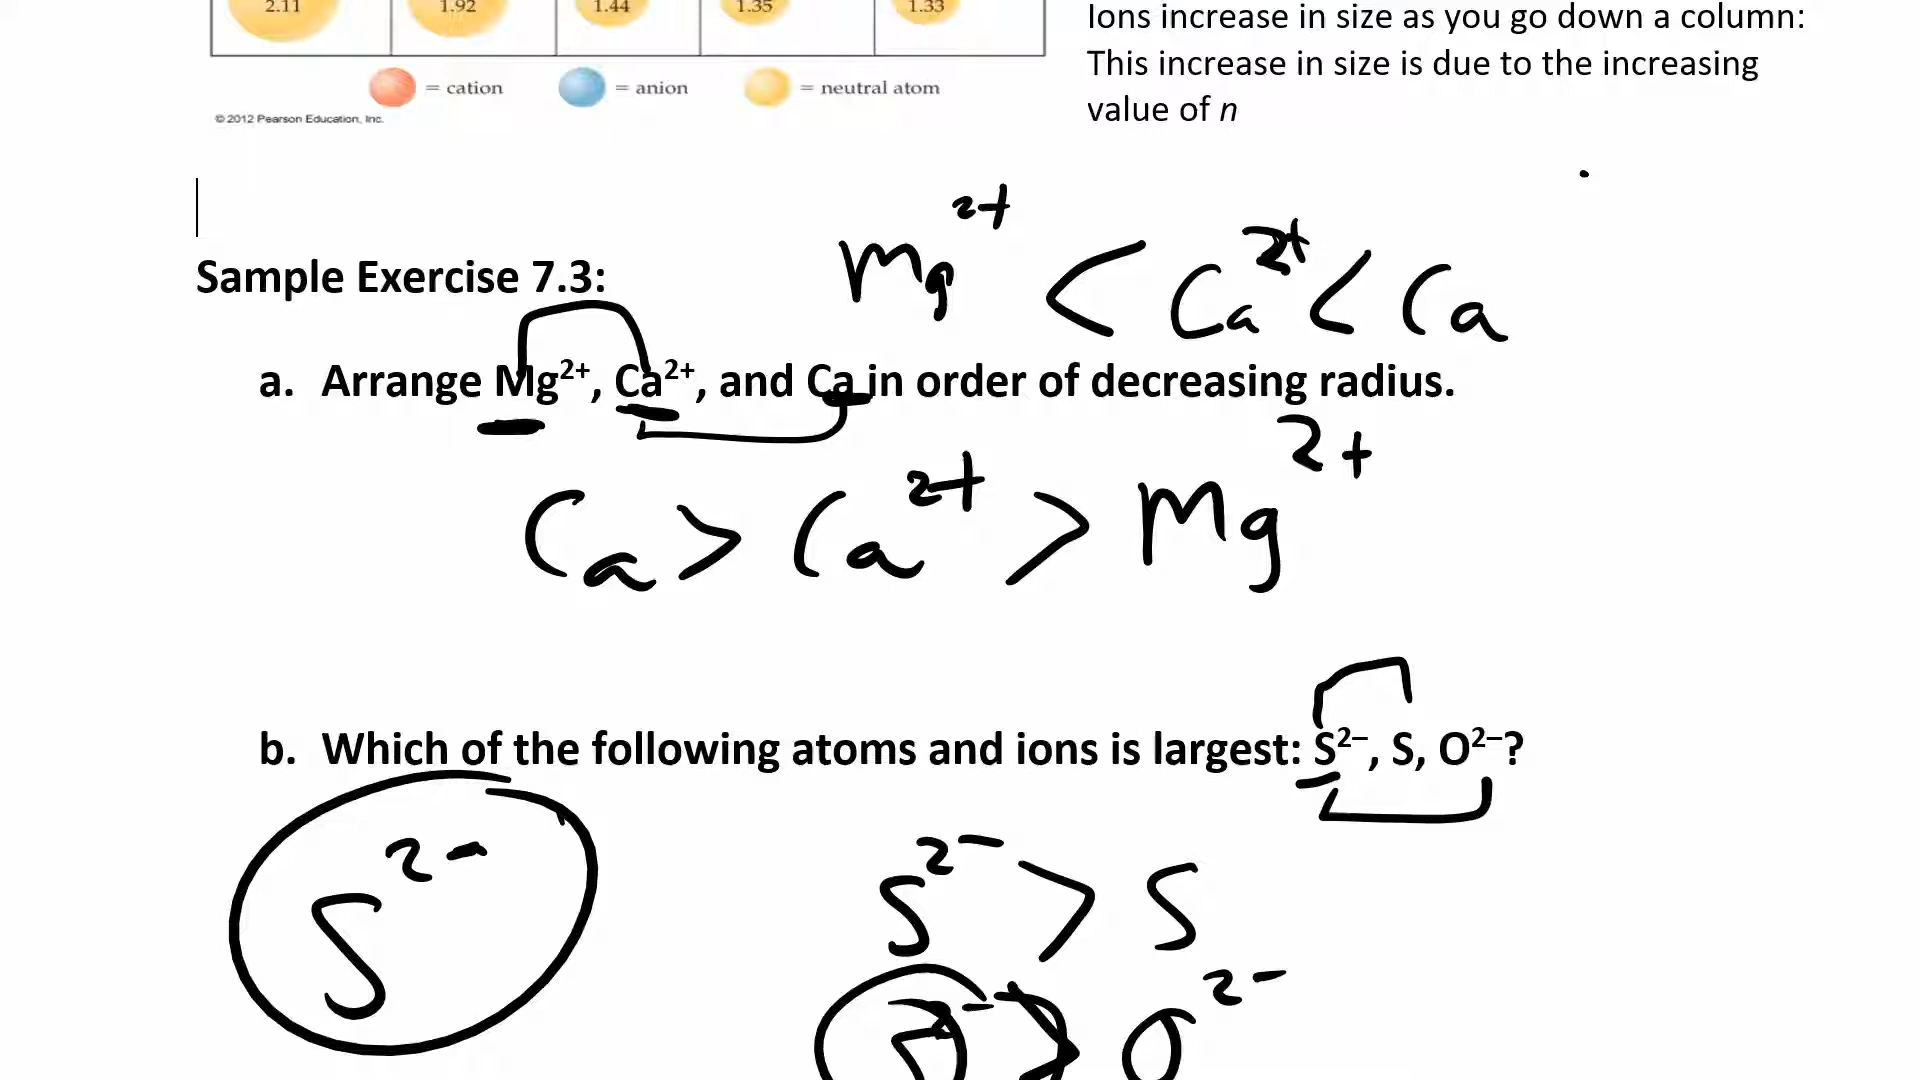 2.11 1.92 1.44 1.35 1.33
Ions increase in size as you go down a column:
This increase in size is due to the increasing
value of n
= cation = anion = neutral atom
© 2012 Pearson Education, Inc.
Mg²⁺ < Ca²⁺ < Ca
Sample Exercise 7.3:
a. Arrange Mg²⁺, Ca²⁺, and Ca in order of decreasing radius.
Ca > Ca²⁺ > Mg²⁺
b. Which of the following atoms and ions is largest: S²⁻, S, O²⁻?
S²⁻
S²⁻ > S
S²⁻ > O²⁻